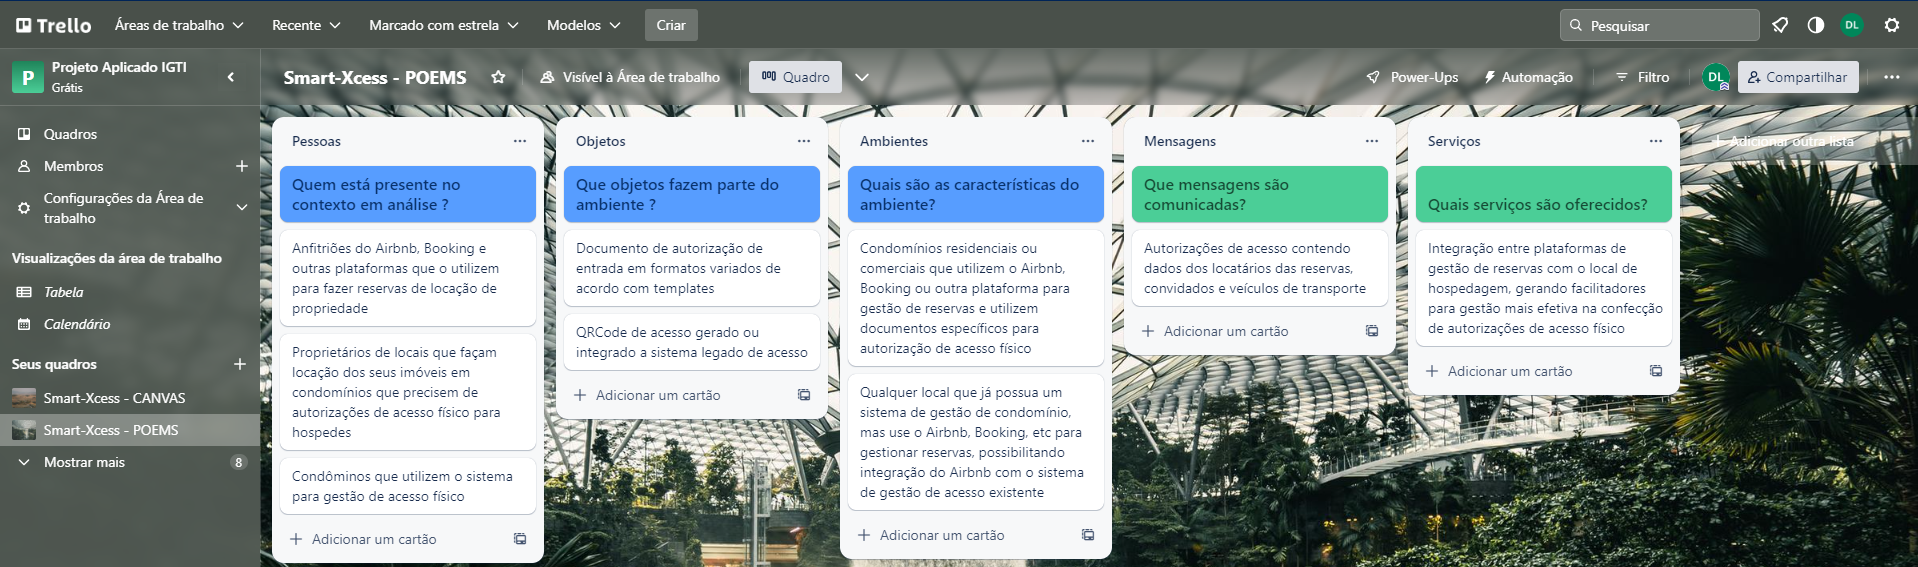 Trello
Áreas de trabalho
Recente
Marcado com estrela
Modelos
Criar
Pesquisar
DL
P
Projeto Aplicado IGTI
Grátis
Quadros
Membros
Configurações da Área de
trabalho
Visualizações da área de trabalho
Tabela
Calendário
Seus quadros
Smart-Xcess - CANVAS
Smart-Xcess - POEMS
Mostrar mais
8
Smart-Xcess - POEMS
Visível à Área de trabalho
Quadro
Power-Ups
Automação
Filtro
DL
Compartilhar
Pessoas
Quem está presente no
contexto em análise ?
Anfitriões do Airbnb, Booking e
outras plataformas que o utilizem
para fazer reservas de locação de
propriedade
Proprietários de locais que façam
locação dos seus imóveis em
condomínios que precisem de
autorizações de acesso físico para
hospedes
Condôminos que utilizem o sistema
para gestão de acesso físico
Adicionar um cartão
Objetos
Que objetos fazem parte do
ambiente ?
Documento de autorização de
entrada em formatos variados de
acordo com templates
QRCode de acesso gerado ou
integrado a sistema legado de acesso
Adicionar um cartão
Ambientes
Quais são as características do
ambiente?
Condomínios residenciais ou
comerciais que utilizem o Airbnb,
Booking ou outra plataforma para
gestão de reservas e utilizem
documentos específicos para
autorização de acesso físico
Qualquer local que já possua um
sistema de gestão de condomínio,
mas use o Airbnb, Booking, etc para
gestionar reservas, possibilitando
integração do Airbnb com o sistema
de gestão de acesso existente
Adicionar um cartão
Mensagens
Que mensagens são
comunicadas?
Autorizações de acesso contendo
dados dos locatários das reservas,
convidados e veículos de transporte
Adicionar um cartão
Serviços
Quais serviços são oferecidos?
Integração entre plataformas de
gestão de reservas com o local de
hospedagem, gerando facilitadores
para gestão mais efetiva na confecção
de autorizações de acesso físico
Adicionar um cartão
Adicionar outra lista